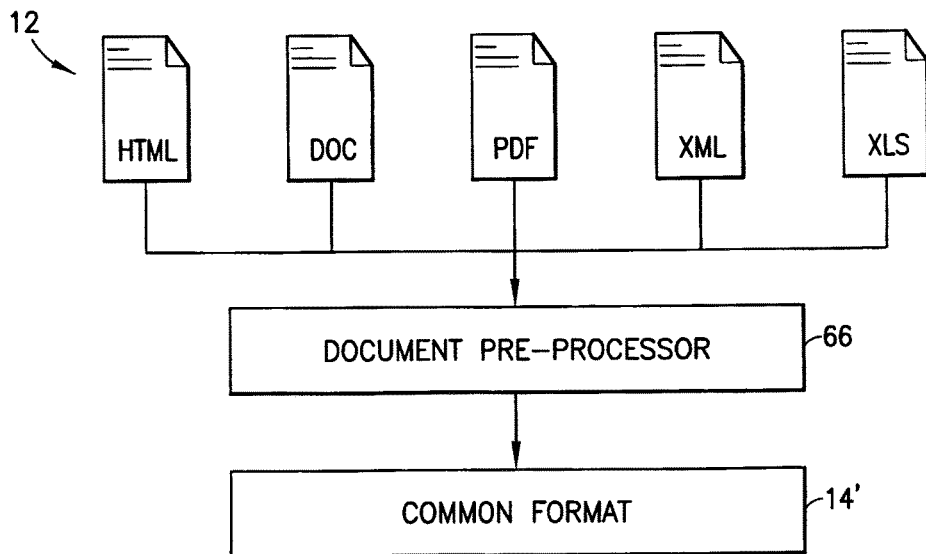 12
HTML DOC PDF XML XLS
DOCUMENT PRE-PROCESSOR 66
COMMON FORMAT 14'